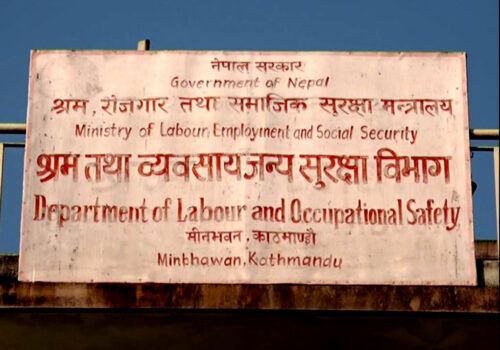 नेपाल सरकार
Government of Nepal
श्रम, रोजगार तथा समाजिक सुरक्षा मन्त्रालय
Ministry of Labour, Employment and Social Security
श्रम तथा व्यवसायजन्य सुरक्षा विभाग
Department of Labour and Occupational Safety
मीनभवन, काठमाण्डौ
Minbhawan, Kathmandu